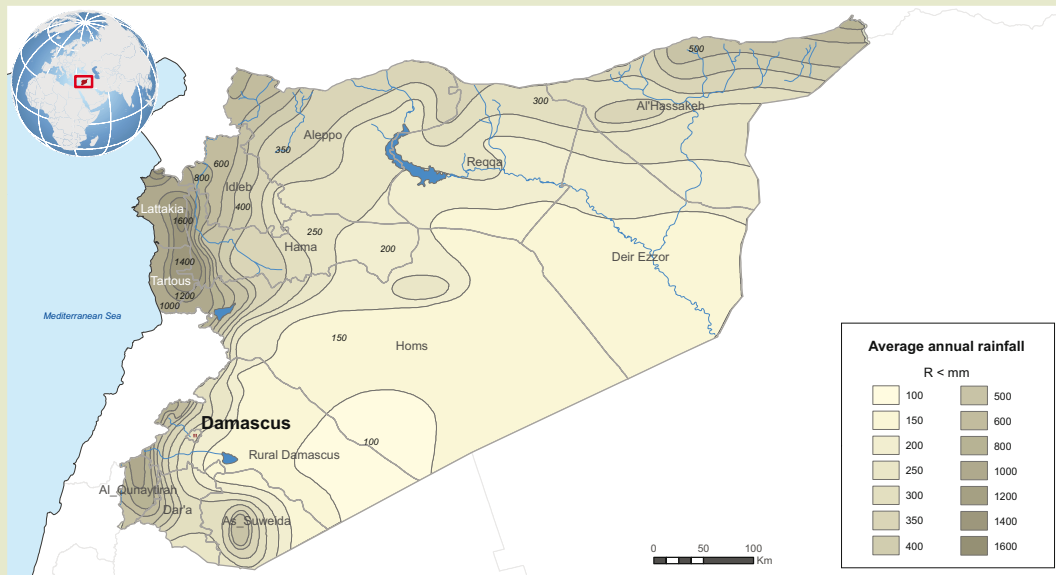 500
300
Al'Hassakeh
Aleppo
350
Reqqa
600
800
Idleb
400
Lattakia
1600
250
Hama
200
Deir Ezzor
1400
Tartous
1200
1000
Mediterranean Sea
150
Homs
Damascus
100
Rural Damascus
Al_Qunaytirah
Dar'a
As_Suweida
0 50 100
Km
Average annual rainfall
R < mm
100 500
150 600
200 800
250 1000
300 1200
350 1400
400 1600